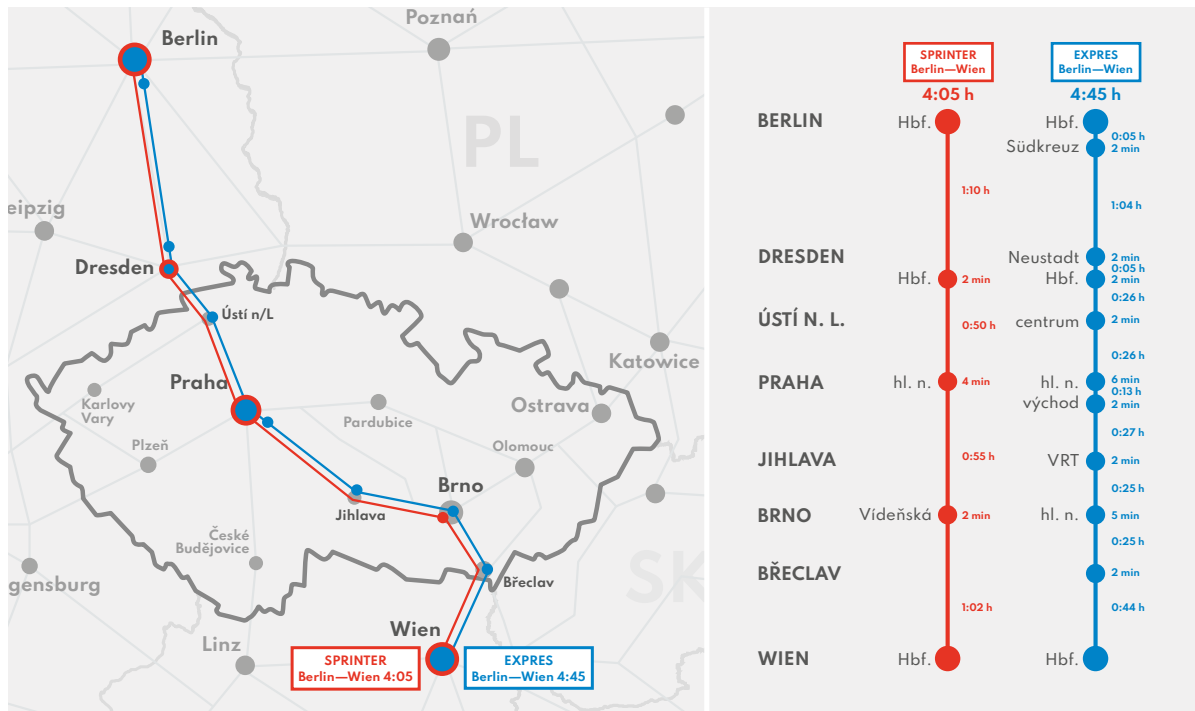 Poznań
Berlin
PL
eipzig
Wrocław
Dresden
Ústí n/L
Katowice
Praha
Karlovy
Vary
Pardubice
Ostrava
Plzeň
Olomouc
Brno
Jihlava
České
Budějovice
gensburg
Břeclav
SK
Wien
Linz
SPRINTER
Berlin—Wien 4:05
EXPRES
Berlin—Wien 4:45
SPRINTER
Berlin—Wien
4:05 h
EXPRES
Berlin—Wien
4:45 h
BERLIN Hbf. Hbf.
0:05 h
Südkreuz 2 min
1:10 h
1:04 h
DRESDEN Neustadt 2 min
0:05 h
Hbf. 2 min Hbf. 2 min
0:26 h
ÚSTÍ N. L. centrum 2 min
0:50 h
0:26 h
PRAHA hl. n. 4 min hl. n. 6 min
0:13 h
východ 2 min
0:27 h
0:55 h
JIHLAVA VRT 2 min
0:25 h
BRNO Vídeňská 2 min hl. n. 5 min
0:25 h
BŘECLAV 2 min
1:02 h 0:44 h
WIEN Hbf. Hbf.